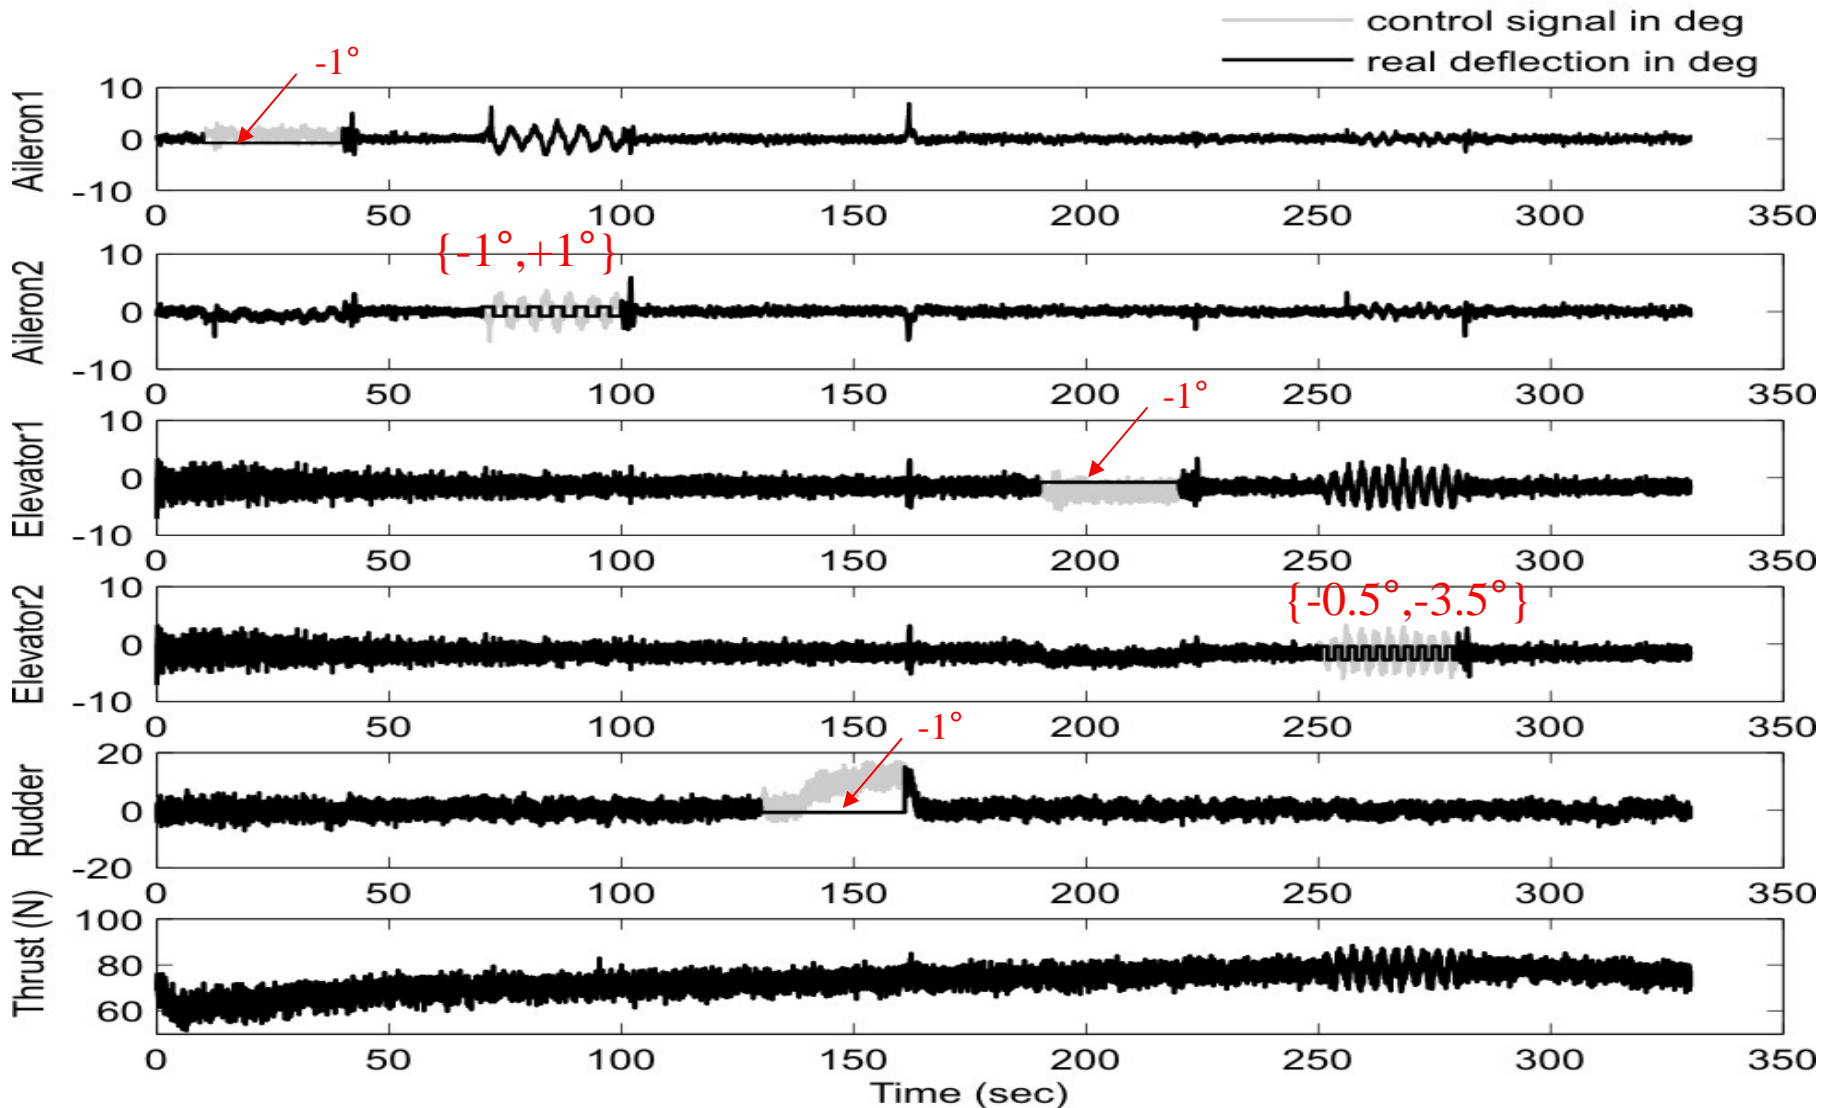 control signal in deg
real deflection in deg
-1°
Aileron1
10
0
-10
0 50 100 150 200 250 300 350
{-1°,+1°}
Aileron2
10
0
-10
0 50 100 150 200 250 300 350
-1°
Elevator1
10
0
-10
0 50 100 150 200 250 300 350
{-0.5°,-3.5°}
Elevator2
10
0
-10
0 50 100 150 200 250 300 350
-1°
Rudder
20
0
-20
0 50 100 150 200 250 300 350
Thrust (N)
100
80
60
0 50 100 150 200 250 300 350
Time (sec)